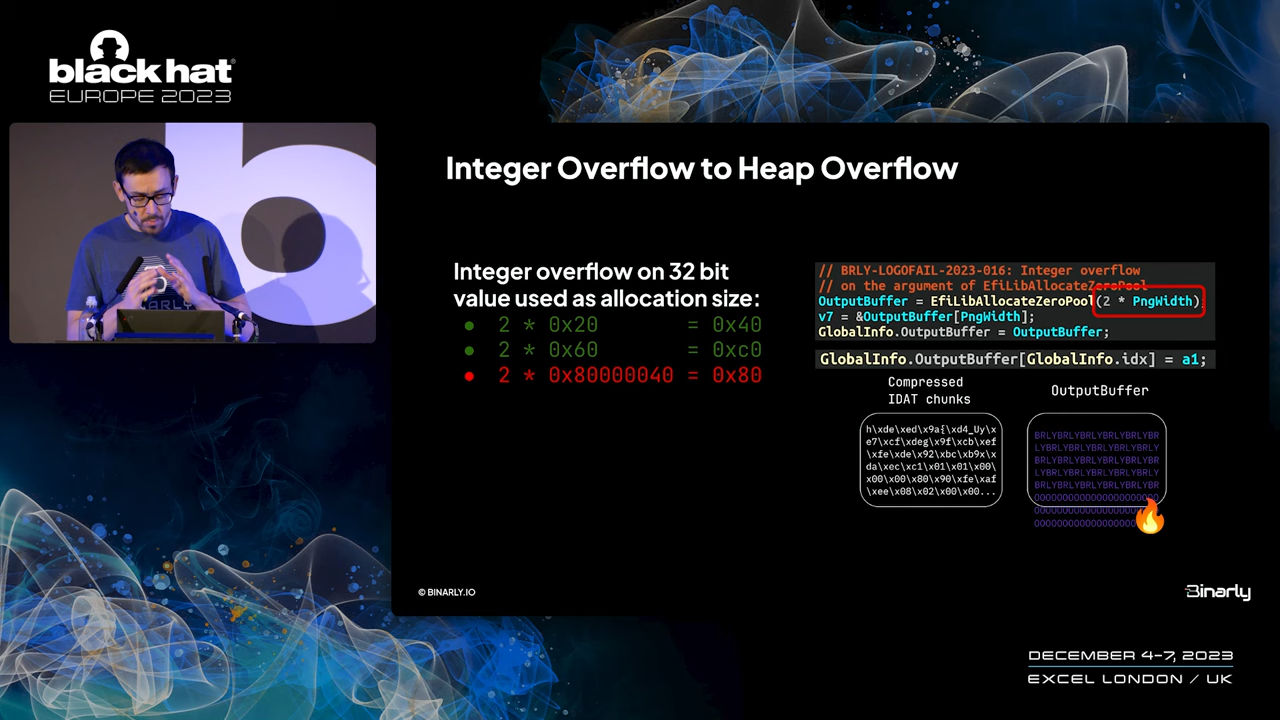 black hat
EUROPE 2023
Integer Overflow to Heap Overflow
Integer overflow on 32 bit
value used as allocation size:
● 2 * 0x20 = 0x40
● 2 * 0x60 = 0xc0
● 2 * 0x80000040 = 0x80
// BRLY-LOGOFAIL-2023-016: Integer overflow
// on the argument of EfiLibAllocateZeroPool
OutputBuffer = EfiLibAllocateZeroPool(2 * PngWidth);
v7 = &OutputBuffer[PngWidth];
GlobalInfo.OutputBuffer = OutputBuffer;
GlobalInfo.OutputBuffer[GlobalInfo.idx] = a1;
Compressed
IDAT chunks
h\xde\xed\x9a{\xd4_Uy\x
e7\xcf\xdeg\x9f\xcb\xef
\xfe\xde\x92\xbc\xb9\x
da\xec\xc1\x01\x01\x00\
x00\x00\x80\x90\xfe\xaf
\xee\x08\x02\x00\x00...
OutputBuffer
BRLYBRLYBRLYBRLYBRLYBR
LYBRLYBRLYBRLYBRLYBRLY
BRLYBRLYBRLYBRLYBRLYBR
LYBRLYBRLYBRLYBRLYBRLY
BRLYBRLYBRLYBRLYBRLYBR
© BINARLY.IO
Binarly
DECEMBER 4-7, 2023
EXCEL LONDON / UK